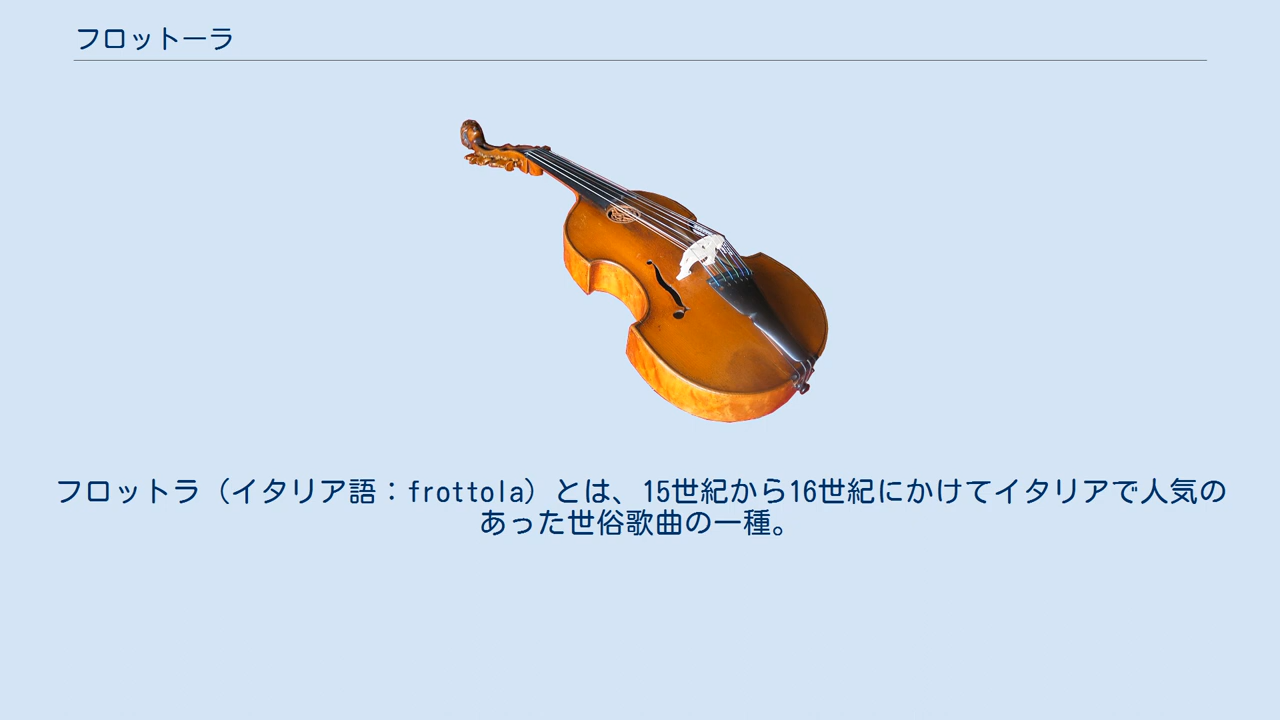 フロットーラ
フロットラ（イタリア語：frottola）とは、15世紀から16世紀にかけてイタリアで人気の
あった世俗歌曲の一種。